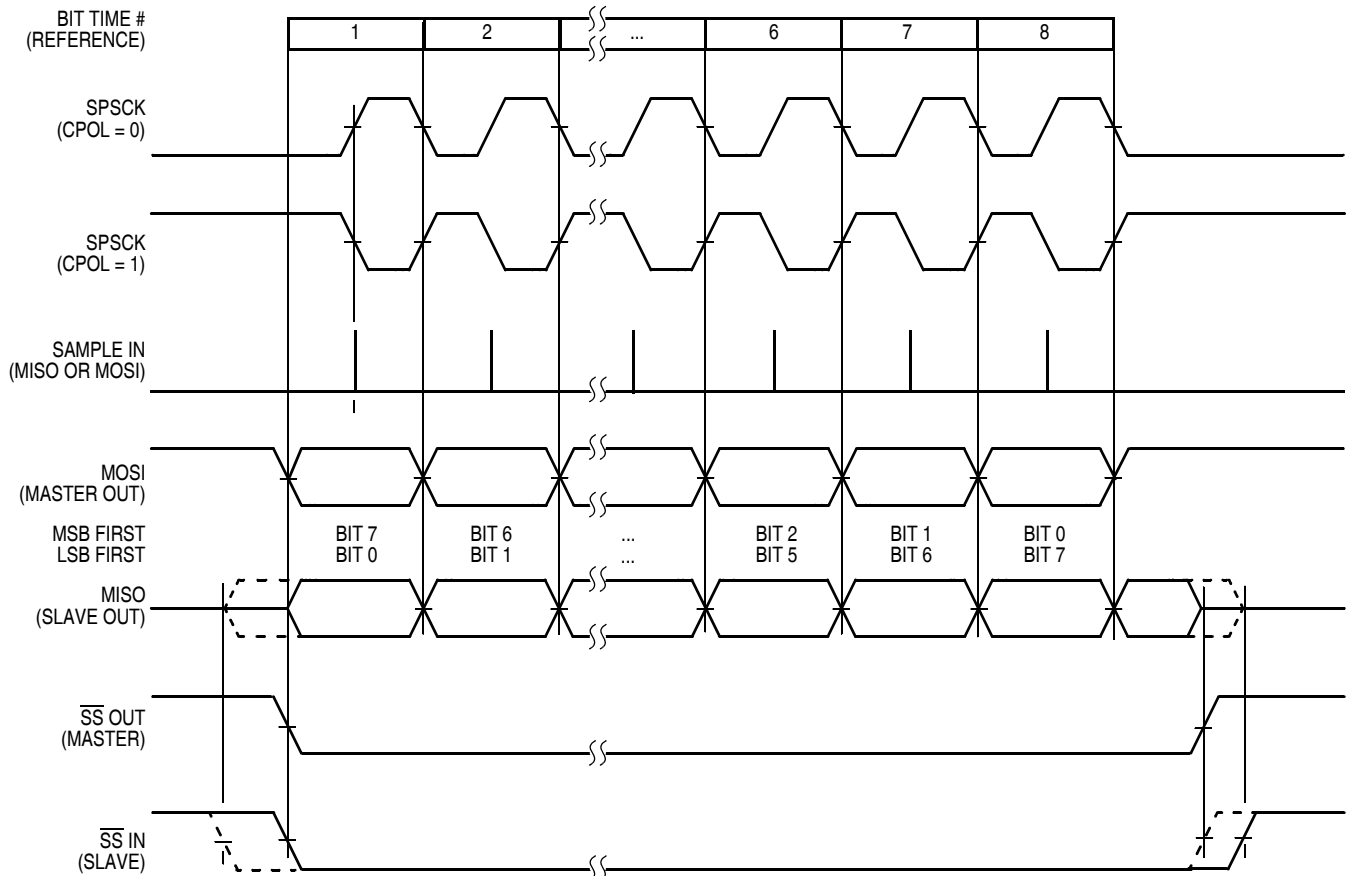 BIT TIME #
(REFERENCE)
1 2 ... 6 7 8
SPSCK
(CPOL = 0)
SPSCK
(CPOL = 1)
SAMPLE IN
(MISO OR MOSI)
MOSI
(MASTER OUT)
MSB FIRST BIT 7 BIT 6 ... BIT 2 BIT 1 BIT 0
LSB FIRST BIT 0 BIT 1 ... BIT 5 BIT 6 BIT 7
MISO
(SLAVE OUT)
S̅S̅ OUT
(MASTER)
S̅S̅ IN
(SLAVE)